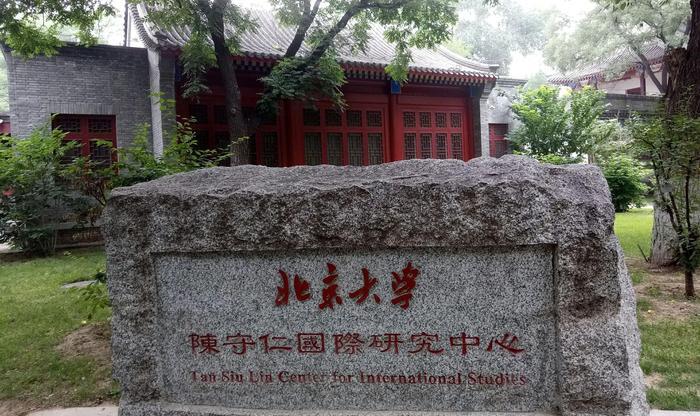 北京大学
陳守仁國際研究中心
Tan Siu Lin Center for International Studies